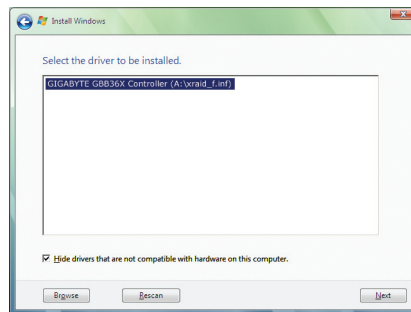 Install Windows
Select the driver to be installed.
GIGABYTE GBB36X Controller (A:\xraid_f.inf)
Hide drivers that are not compatible with hardware on this computer.
Browse
Rescan
Next